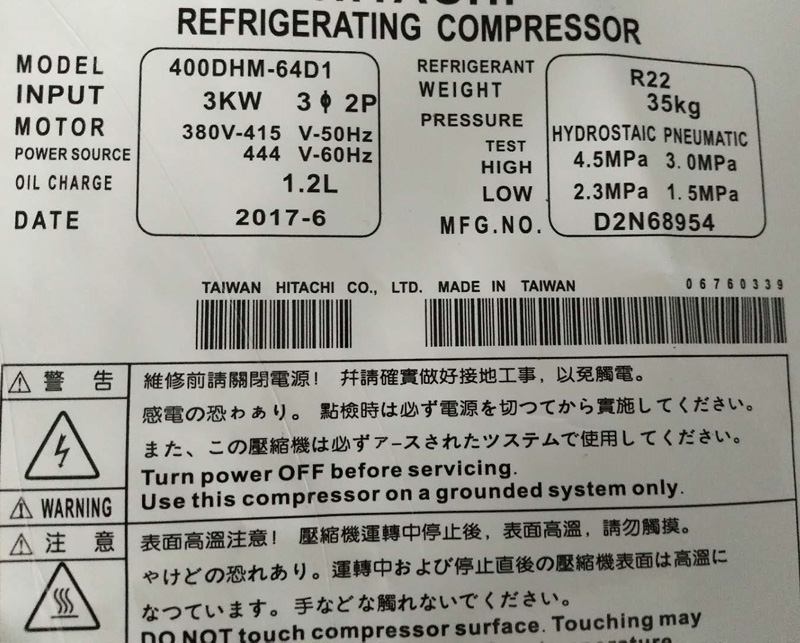 REFRIGERATING COMPRESSOR
MODEL 400DHM-64D1
INPUT 3KW 3ϕ 2P
MOTOR 380V-415 V-50Hz
POWER SOURCE 444 V-60Hz
OIL CHARGE 1.2L
DATE 2017-6
REFRIGERANT R22
WEIGHT 35kg
PRESSURE HYDROSTAIC PNEUMATIC
TEST
HIGH 4.5MPa 3.0MPa
LOW 2.3MPa 1.5MPa
MFG.NO. D2N68954
TAIWAN HITACHI CO., LTD. MADE IN TAIWAN 06760339
⚠ 警 告
維修前請關閉電源! 幷請確實做好接地工事，以免觸電。
感電の恐わあり。 點檢時は必ず電源を切つてから實施してください。
また、この壓縮機は必ずアースされたツステムで使用してください。
Turn power OFF before servicing.
Use this compressor on a grounded system only.
⚠ WARNING
⚠ 注 意
表面高溫注意! 壓縮機運轉中停止後，表面高溫，請勿觸摸。
やけどの恐れあり。運轉中および停止直後の壓縮機表面は高溫に
なつています。手などな觸れないでください。
DO NOT touch compressor surface. Touching may